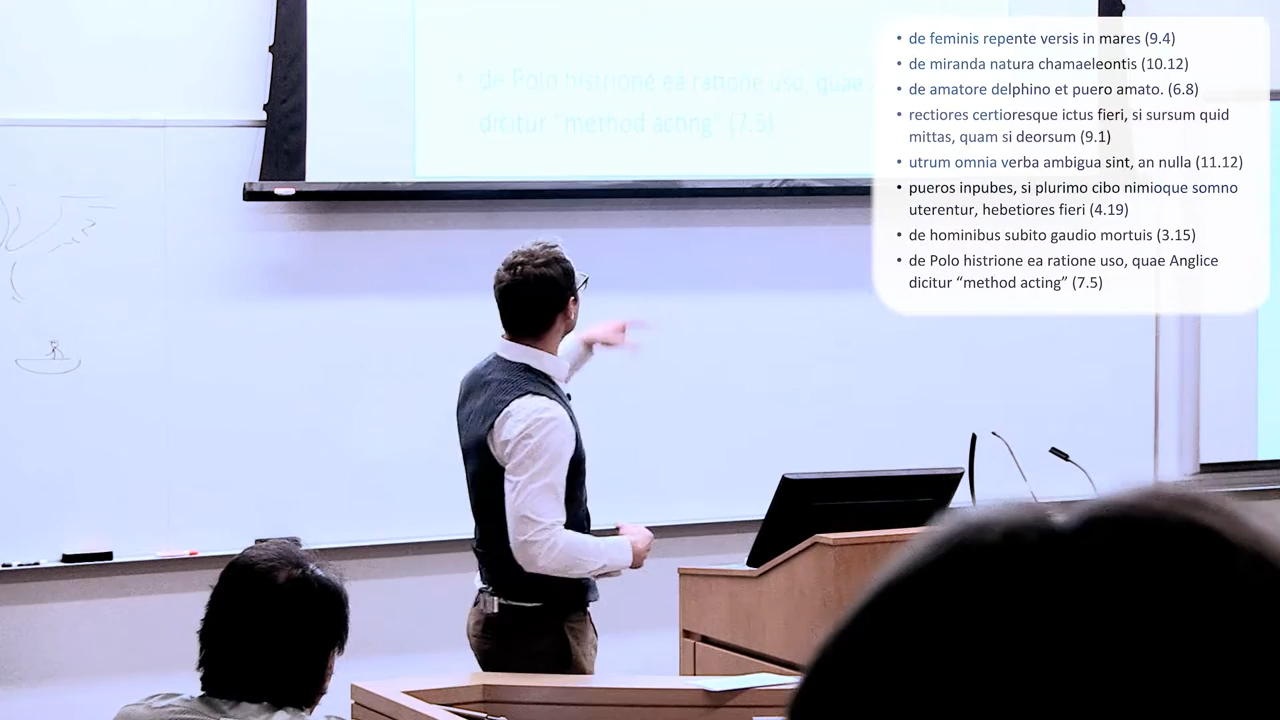 • de Polo histrione ea ratione uso, quae
dicitur “method acting” (7.5)
• de feminis repente versis in mares (9.4)
• de miranda natura chamaeleontis (10.12)
• de amatore delphino et puero amato. (6.8)
• rectiores certioresque ictus fieri, si sursum quid
mittas, quam si deorsum (9.1)
• utrum omnia verba ambigua sint, an nulla (11.12)
• pueros inpubes, si plurimo cibo nimioque somno
uterentur, hebetiores fieri (4.19)
• de hominibus subito gaudio mortuis (3.15)
• de Polo histrione ea ratione uso, quae Anglice
dicitur “method acting” (7.5)